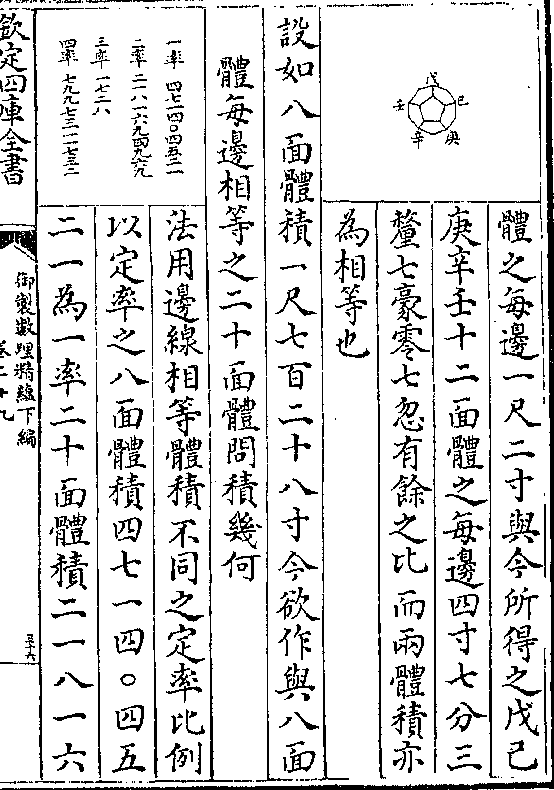 戊
己
庚
辛
壬
體之每邊一尺二寸與今所得之戊己
庚辛壬十二面體之每邊四寸七分三
釐七豪零七忽有餘之比而兩體積亦
為相等也
設如八面體積一尺七百二十八寸今欲作與八面
體每邊相等之二十面體問積幾何
一率 四七一四〇四五二一
二率 二一八一六九四九六九
三率 一七二八
四率 七九九七三一二七三二
法用邊線相等體積不同之定率比例
以定率之八面體積四七一四〇四五
二一為一率二十面體積二一八一六
欽定四庫全書
御製數理精蘊下編
卷二十九
三十六